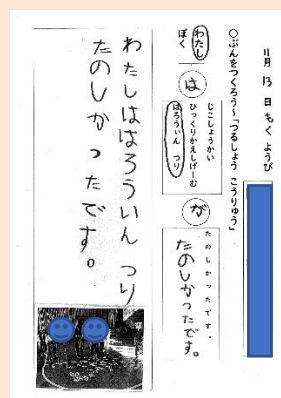 11月 13日 もくようび
○ぶんをつくろう～「つるしょう こうりゅう」
わたし
ぼく
は
じこしょうかい
ひっくりかえしげーむ
はろうぃん つり
が
たのしかったです。
たのしかったです。
わたしははろうぃん つり
たのしかったです。